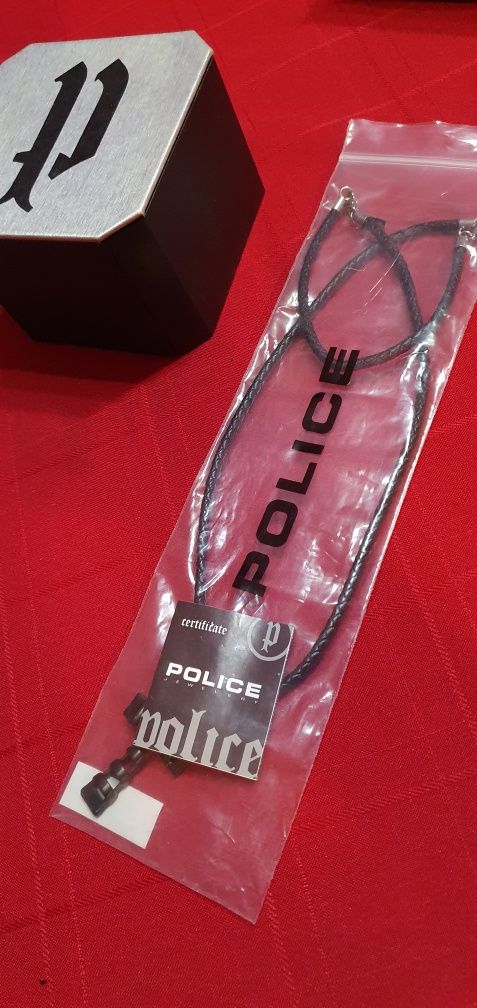 p
POLICE
certificate
p
POLICE
JEWELLERY
police